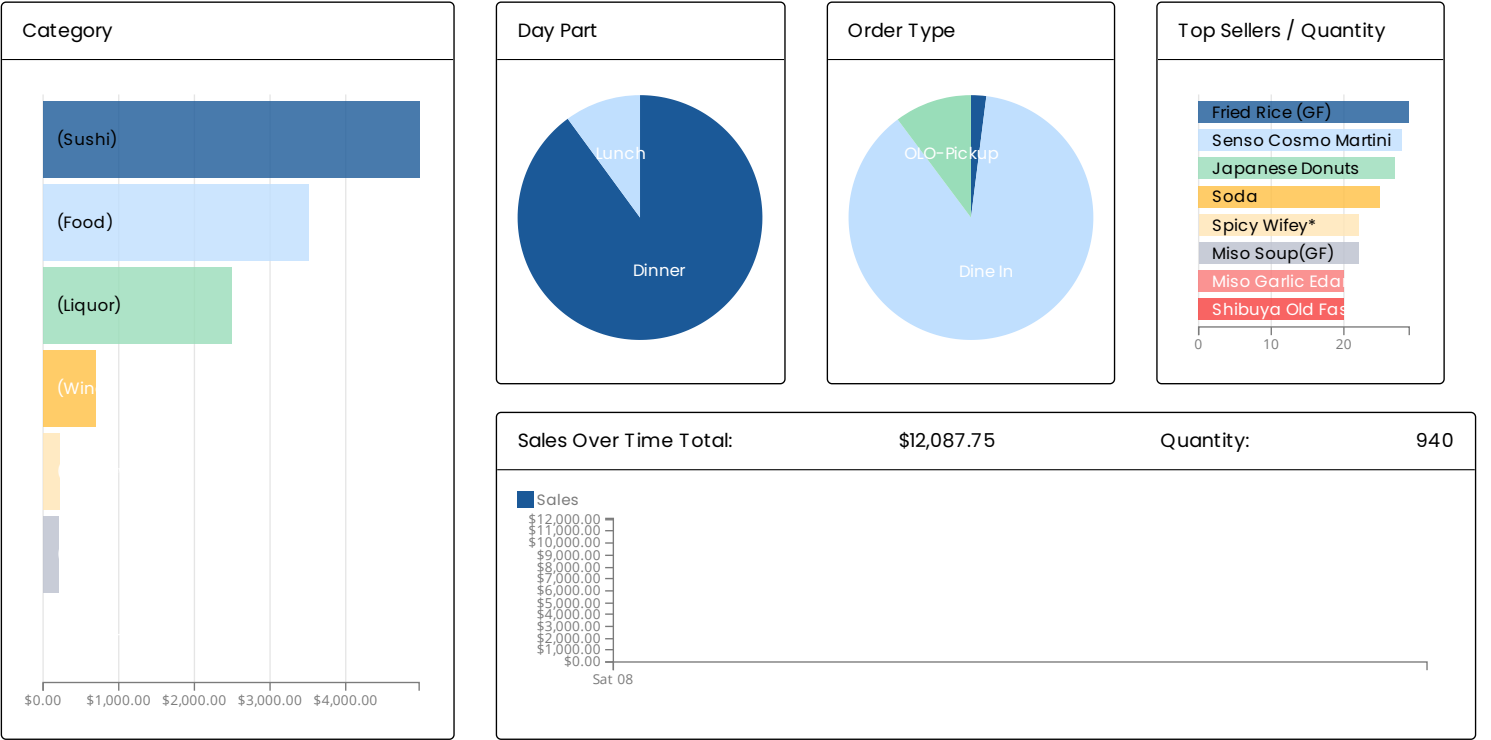 Category
(Sushi)
(Food)
(Liquor)
(Win
$0.00 $1,000.00 $2,000.00 $3,000.00 $4,000.00
Day Part
Lunch
Dinner
Order Type
OLO-Pickup
Dine In
Top Sellers / Quantity
Fried Rice (GF)
Senso Cosmo Martini
Japanese Donuts
Soda
Spicy Wifey*
Miso Soup(GF)
Miso Garlic Edar
Shibuya Old Fas
0 10 20
Sales Over Time Total: $12,087.75 Quantity: 940
Sales
$12,000.00
$11,000.00
$10,000.00
$9,000.00
$8,000.00
$7,000.00
$6,000.00
$5,000.00
$4,000.00
$3,000.00
$2,000.00
$1,000.00
$0.00
Sat 08